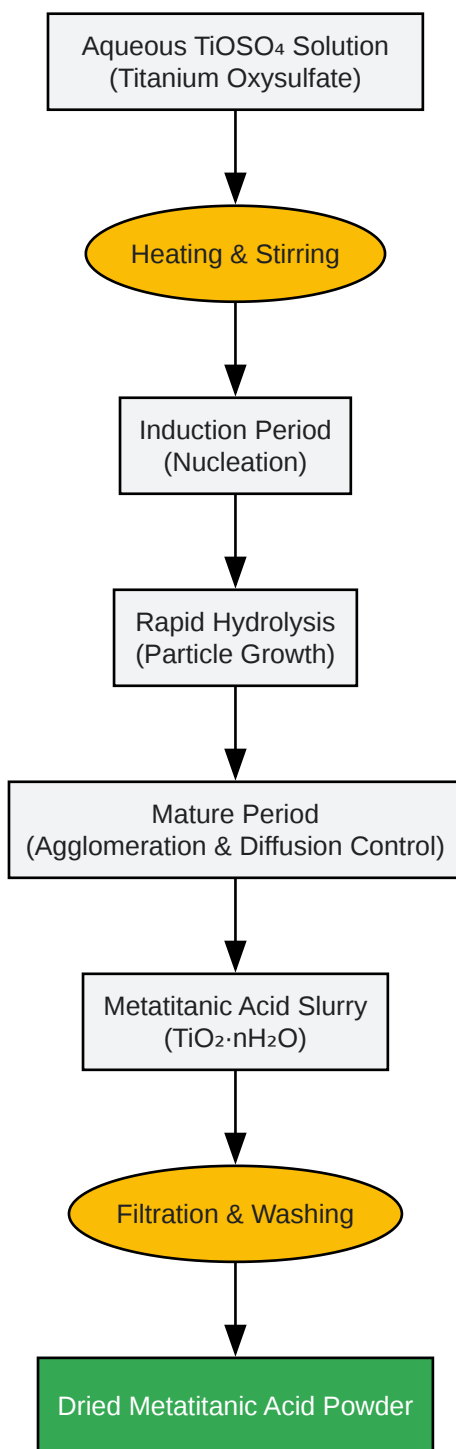 Aqueous TiOSO₄ Solution
(Titanium Oxysulfate)
Heating & Stirring
Induction Period
(Nucleation)
Rapid Hydrolysis
(Particle Growth)
Mature Period
(Agglomeration & Diffusion Control)
Metatitanic Acid Slurry
(TiO₂·nH₂O)
Filtration & Washing
Dried Metatitanic Acid Powder